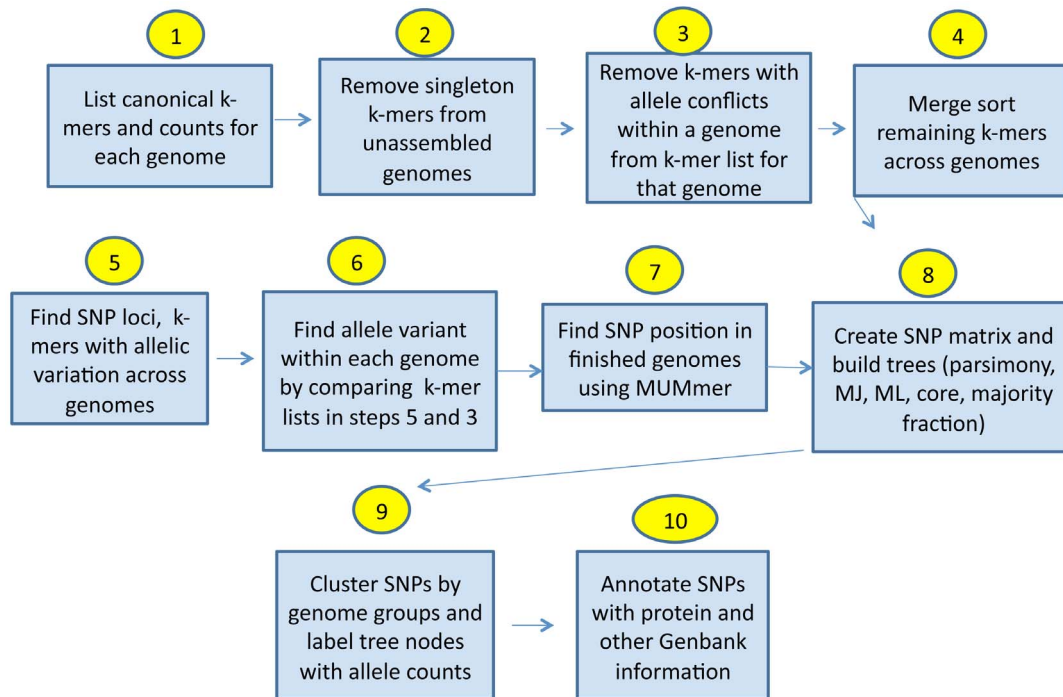 1
List canonical k-
mers and counts for
each genome
2
Remove singleton
k-mers from
unassembled
genomes
3
Remove k-mers with
allele conflicts
within a genome
from k-mer list for
that genome
4
Merge sort
remaining k-mers
across genomes
5
Find SNP loci, k-
mers with allelic
variation across
genomes
6
Find allele variant
within each genome
by comparing k-mer
lists in steps 5 and 3
7
Find SNP position in
finished genomes
using MUMmer
8
Create SNP matrix and
build trees (parsimony,
MJ, ML, core, majority
fraction)
9
Cluster SNPs by
genome groups and
label tree nodes
with allele counts
10
Annotate SNPs
with protein and
other Genbank
information